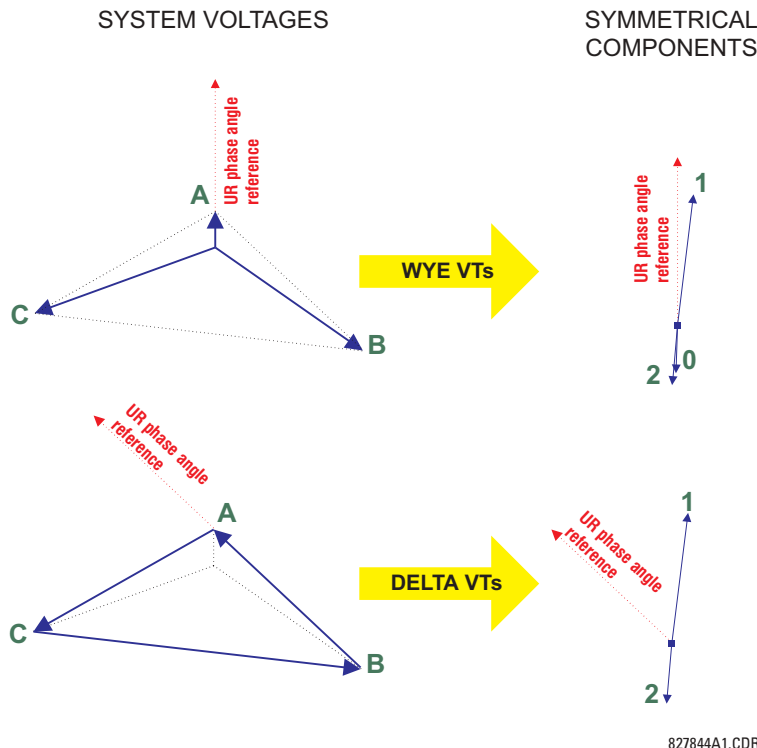 SYSTEM VOLTAGES
SYMMETRICAL
COMPONENTS
UR phase angle
reference
A
C
B
WYE VTs
UR phase angle
reference
1
2
0
UR phase angle
reference
A
C
B
DELTA VTs
UR phase angle
reference
1
2
827844A1.CDR